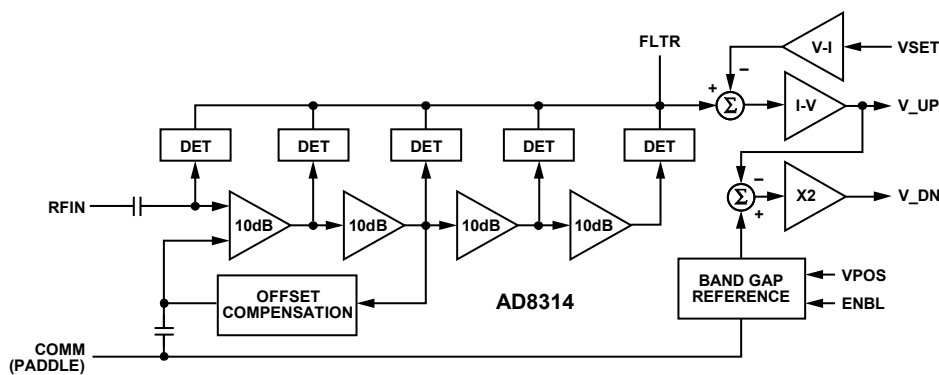 FLTR
V-I
VSET
+
−
Σ
I-V
V_UP
DET
DET
DET
DET
DET
−
Σ
+
X2
V_DN
RFIN
10dB
10dB
10dB
10dB
OFFSET
COMPENSATION
AD8314
BAND GAP
REFERENCE
VPOS
ENBL
COMM
(PADDLE)